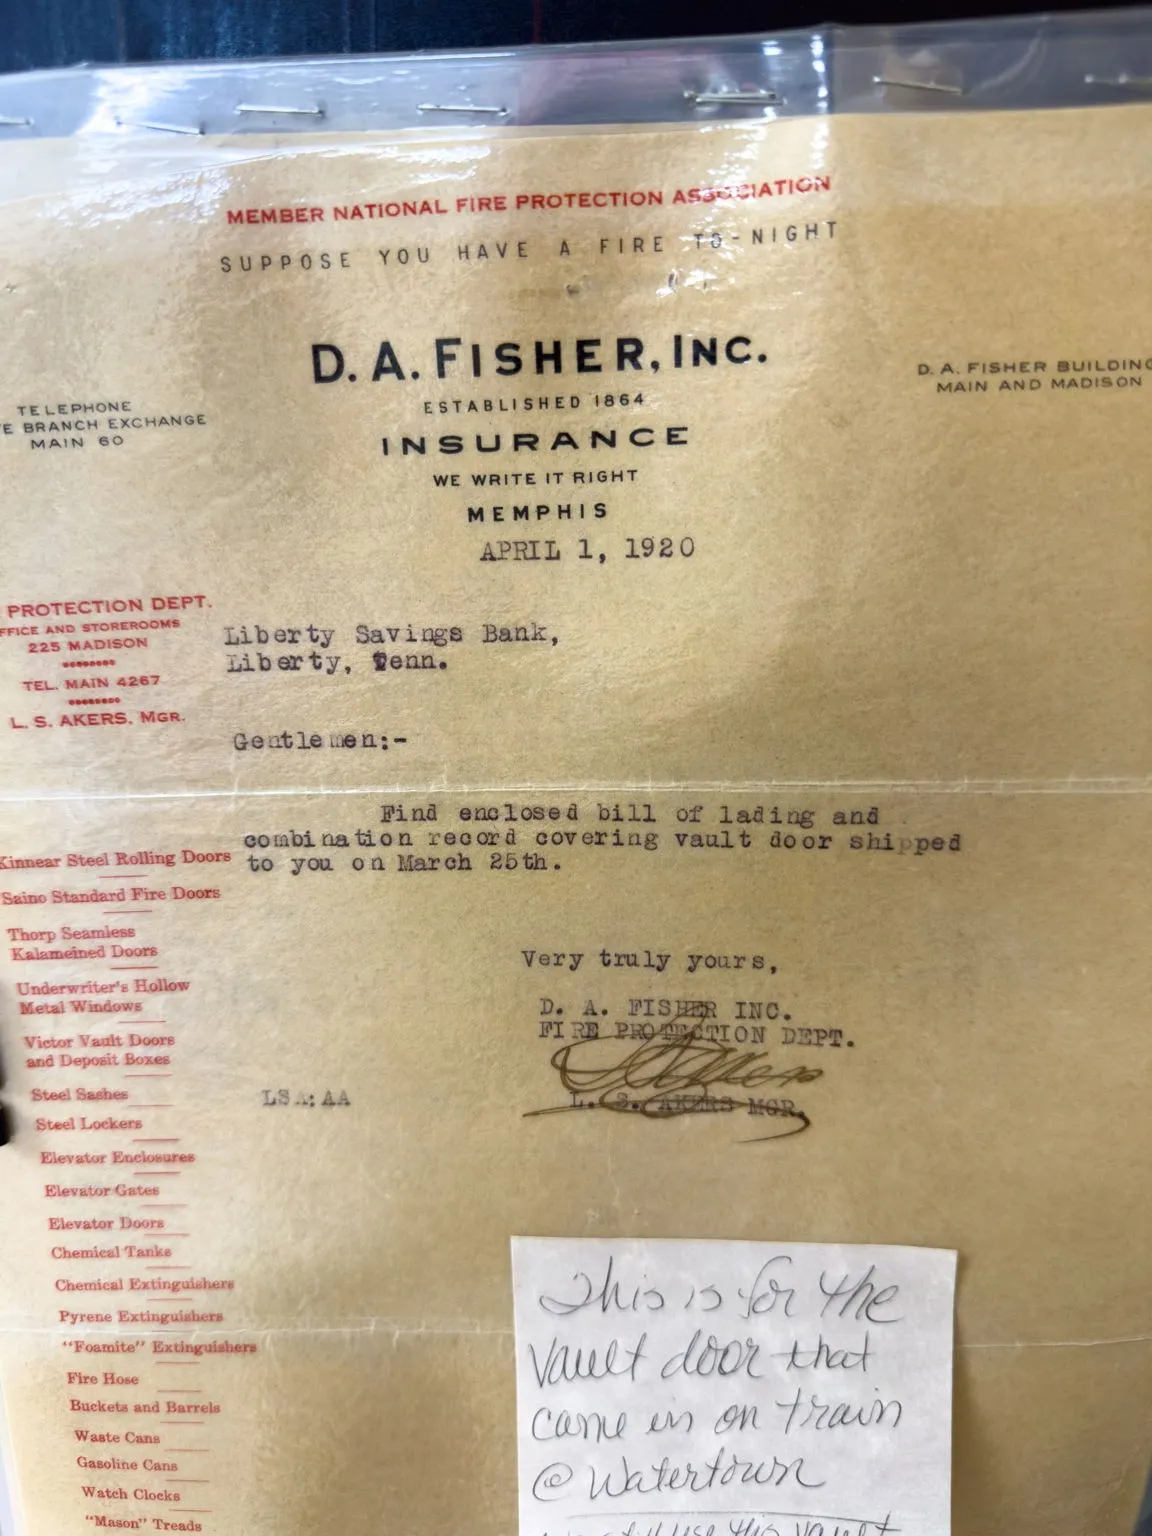 MEMBER NATIONAL FIRE PROTECTION ASSOCIATION
SUPPOSE YOU HAVE A FIRE TO-NIGHT
D. A. FISHER, INC.
ESTABLISHED 1864
INSURANCE
WE WRITE IT RIGHT
MEMPHIS
APRIL 1, 1920
TELEPHONE
BRANCH EXCHANGE
MAIN 60
D. A. FISHER BUILDING
MAIN AND MADISON
PROTECTION DEPT.
FFICE AND STOREROOMS
225 MADISON
TEL. MAIN 4267
L. S. AKERS, MGR.
Liberty Savings Bank,
Liberty, Tenn.
Gentlemen:-
Find enclosed bill of lading and
combination record covering vault door shipped
to you on March 25th.
Very truly yours,
D. A. FISHER INC.
FIRE PROTECTION DEPT.
L. S. AKERS MGR.
LSA:AA
Kinnear Steel Rolling Doors
Saino Standard Fire Doors
Thorp Seamless
Kalameined Doors
Underwriter's Hollow
Metal Windows
Victor Vault Doors
and Deposit Boxes
Steel Sashes
Steel Lockers
Elevator Enclosures
Elevator Gates
Elevator Doors
Chemical Tanks
Chemical Extinguishers
Pyrene Extinguishers
"Foamite" Extinguishers
Fire Hose
Buckets and Barrels
Waste Cans
Gasoline Cans
Watch Clocks
"Mason" Treads
This is for the
vault door that
came in on train
@ Watertown
use this vault